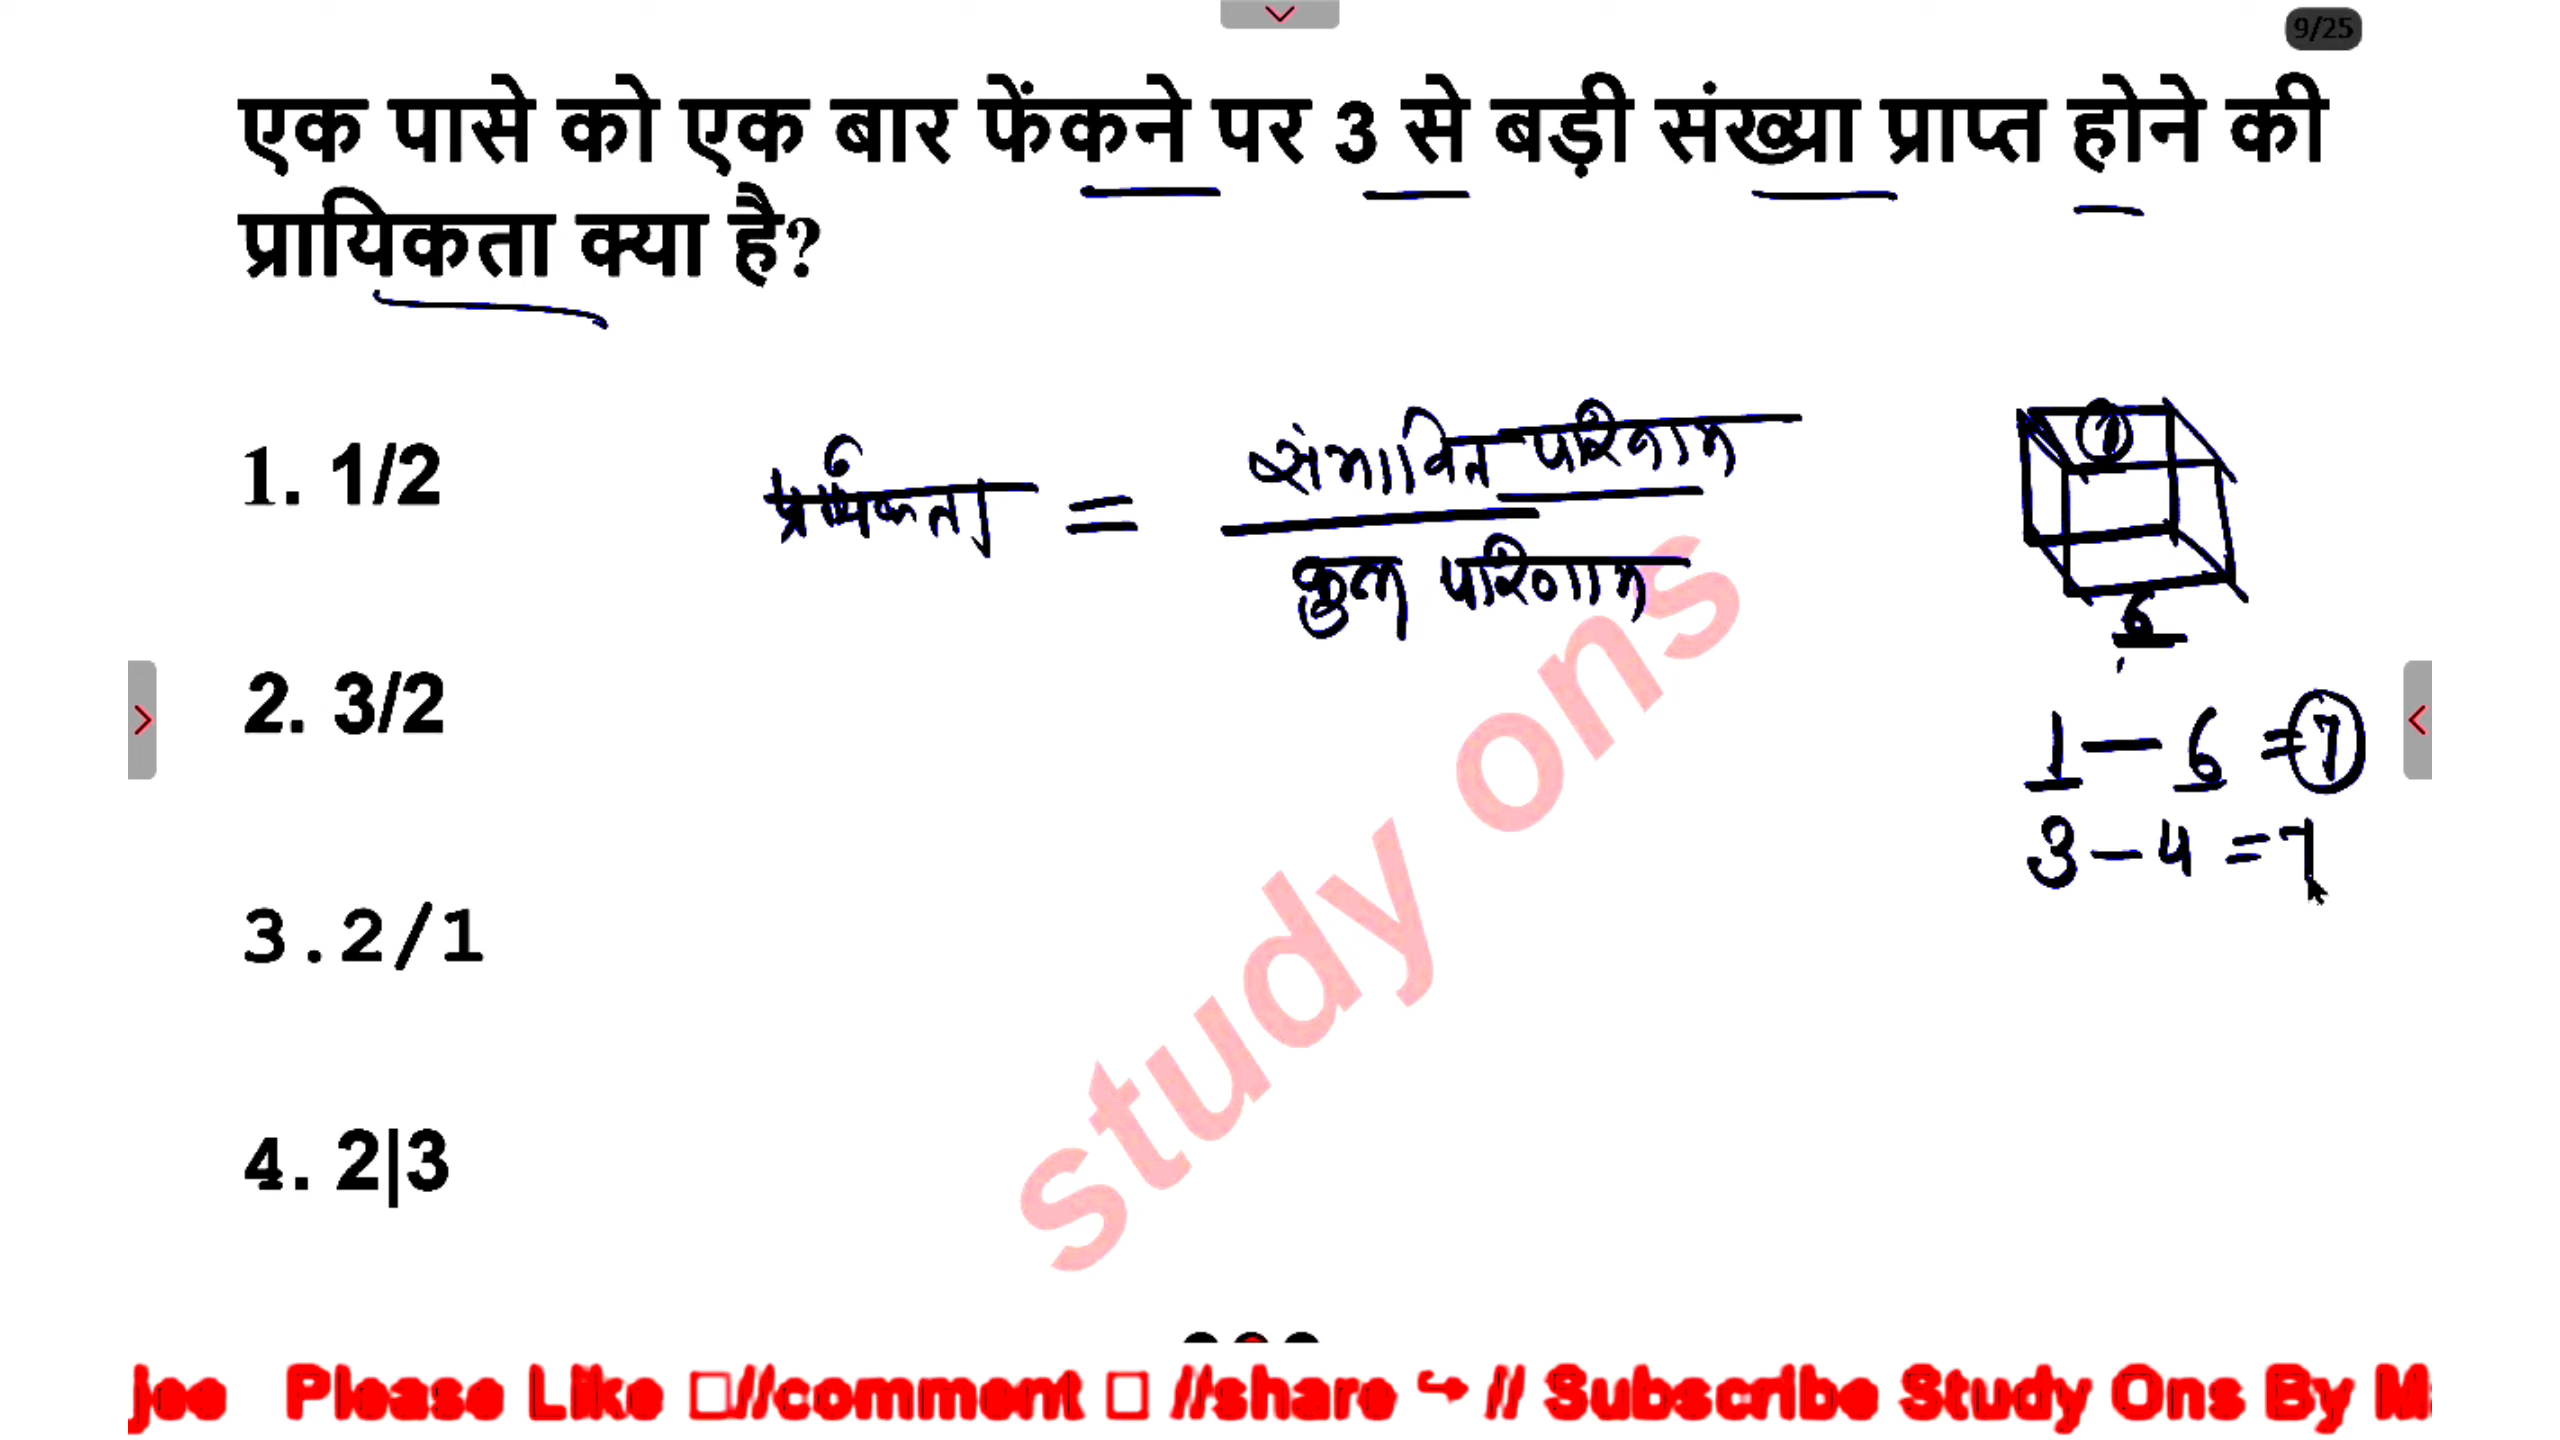 9/25
एक पासे को एक बार फेंकने पर 3 से बड़ी संख्या प्राप्त होने की
प्रायिकता क्या है?
1. 1/2
प्रायिकता = संभावित परिणाम
कुल परिणाम
1
6
2. 3/2
1 – 6 = 7
3 – 4 = 7
3.2/1
4. 2|3
study ons
jee Please Like □//comment □ //share ↪ // Subscribe Study Ons By M